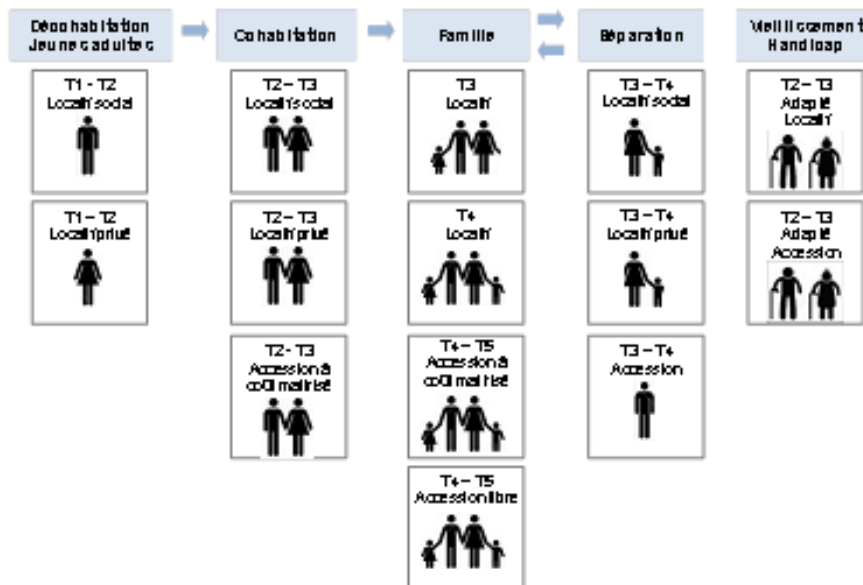 Décohabitation
Jeunes adultes
Cohabitation
Famille
Séparation
Vieillissement
Handicap
T1 - T2
Locatif social
T2 – T3
Locatif social
T3
Locatif
T3 – T4
Locatif social
T2 – T3
Adapté
Locatif
T1 – T2
Locatif privé
T2 – T3
Locatif privé
T4
Locatif
T3 – T4
Locatif privé
T2 – T3
Adapté
Accession
T2 - T3
Accession à
coût maîtrisé
T4 – T5
Accession à
coût maîtrisé
T3 – T4
Accession
T4 – T5
Accession libre